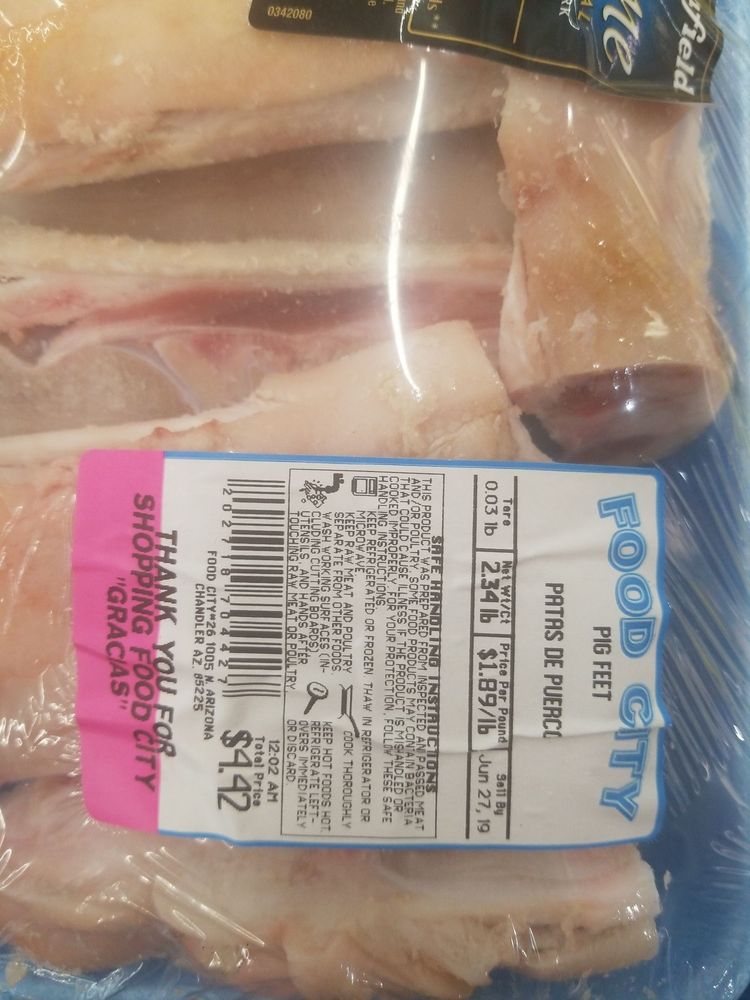 FOOD CITY
PIG FEET
PATAS DE PUERCO
Tare
0.03 lb
Net Wt/Ct
2.34 lb
Price Per Pound
$1.89/lb
Sell By
Jun 27, 19
SAFE HANDLING INSTRUCTIONS
THIS PRODUCT WAS PREPARED FROM INSPECTED AND PASSED MEAT
AND/OR POULTRY. SOME FOOD PRODUCTS MAY CONTAIN BACTERIA
THAT COULD CAUSE ILLNESS IF THE PRODUCT IS MISHANDLED OR
COOKED IMPROPERLY. FOR YOUR PROTECTION, FOLLOW THESE SAFE
HANDLING INSTRUCTIONS.
KEEP REFRIGERATED OR FROZEN. THAW IN REFRIGERATOR OR
MICROWAVE.
KEEP RAW MEAT AND POULTRY
SEPARATE FROM OTHER FOODS.
WASH WORKING SURFACES (IN-
CLUDING CUTTING BOARDS),
UTENSILS, AND HANDS AFTER
TOUCHING RAW MEAT OR POULTRY.
COOK THOROUGHLY
KEEP HOT FOODS HOT.
REFRIGERATE LEFT-
OVERS IMMEDIATELY
OR DISCARD.
202718704427
12:02 AM
Total Price
$4.42
FOOD CITY#26 1005 N. ARIZONA
CHANDLER AZ, 85225
THANK YOU FOR
SHOPPING FOOD CITY
"GRACIAS"
0342080